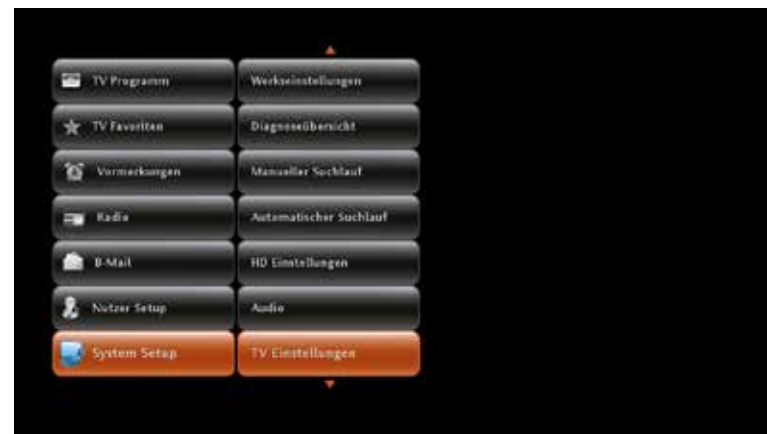 TV Programm
Werkseinstellungen
TV Favoriten
Diagnoseübersicht
Vormerkungen
Manueller Suchlauf
Radio
Automatischer Suchlauf
B-Mail
HD Einstellungen
Nutzer Setup
Audio
System Setup
TV Einstellungen